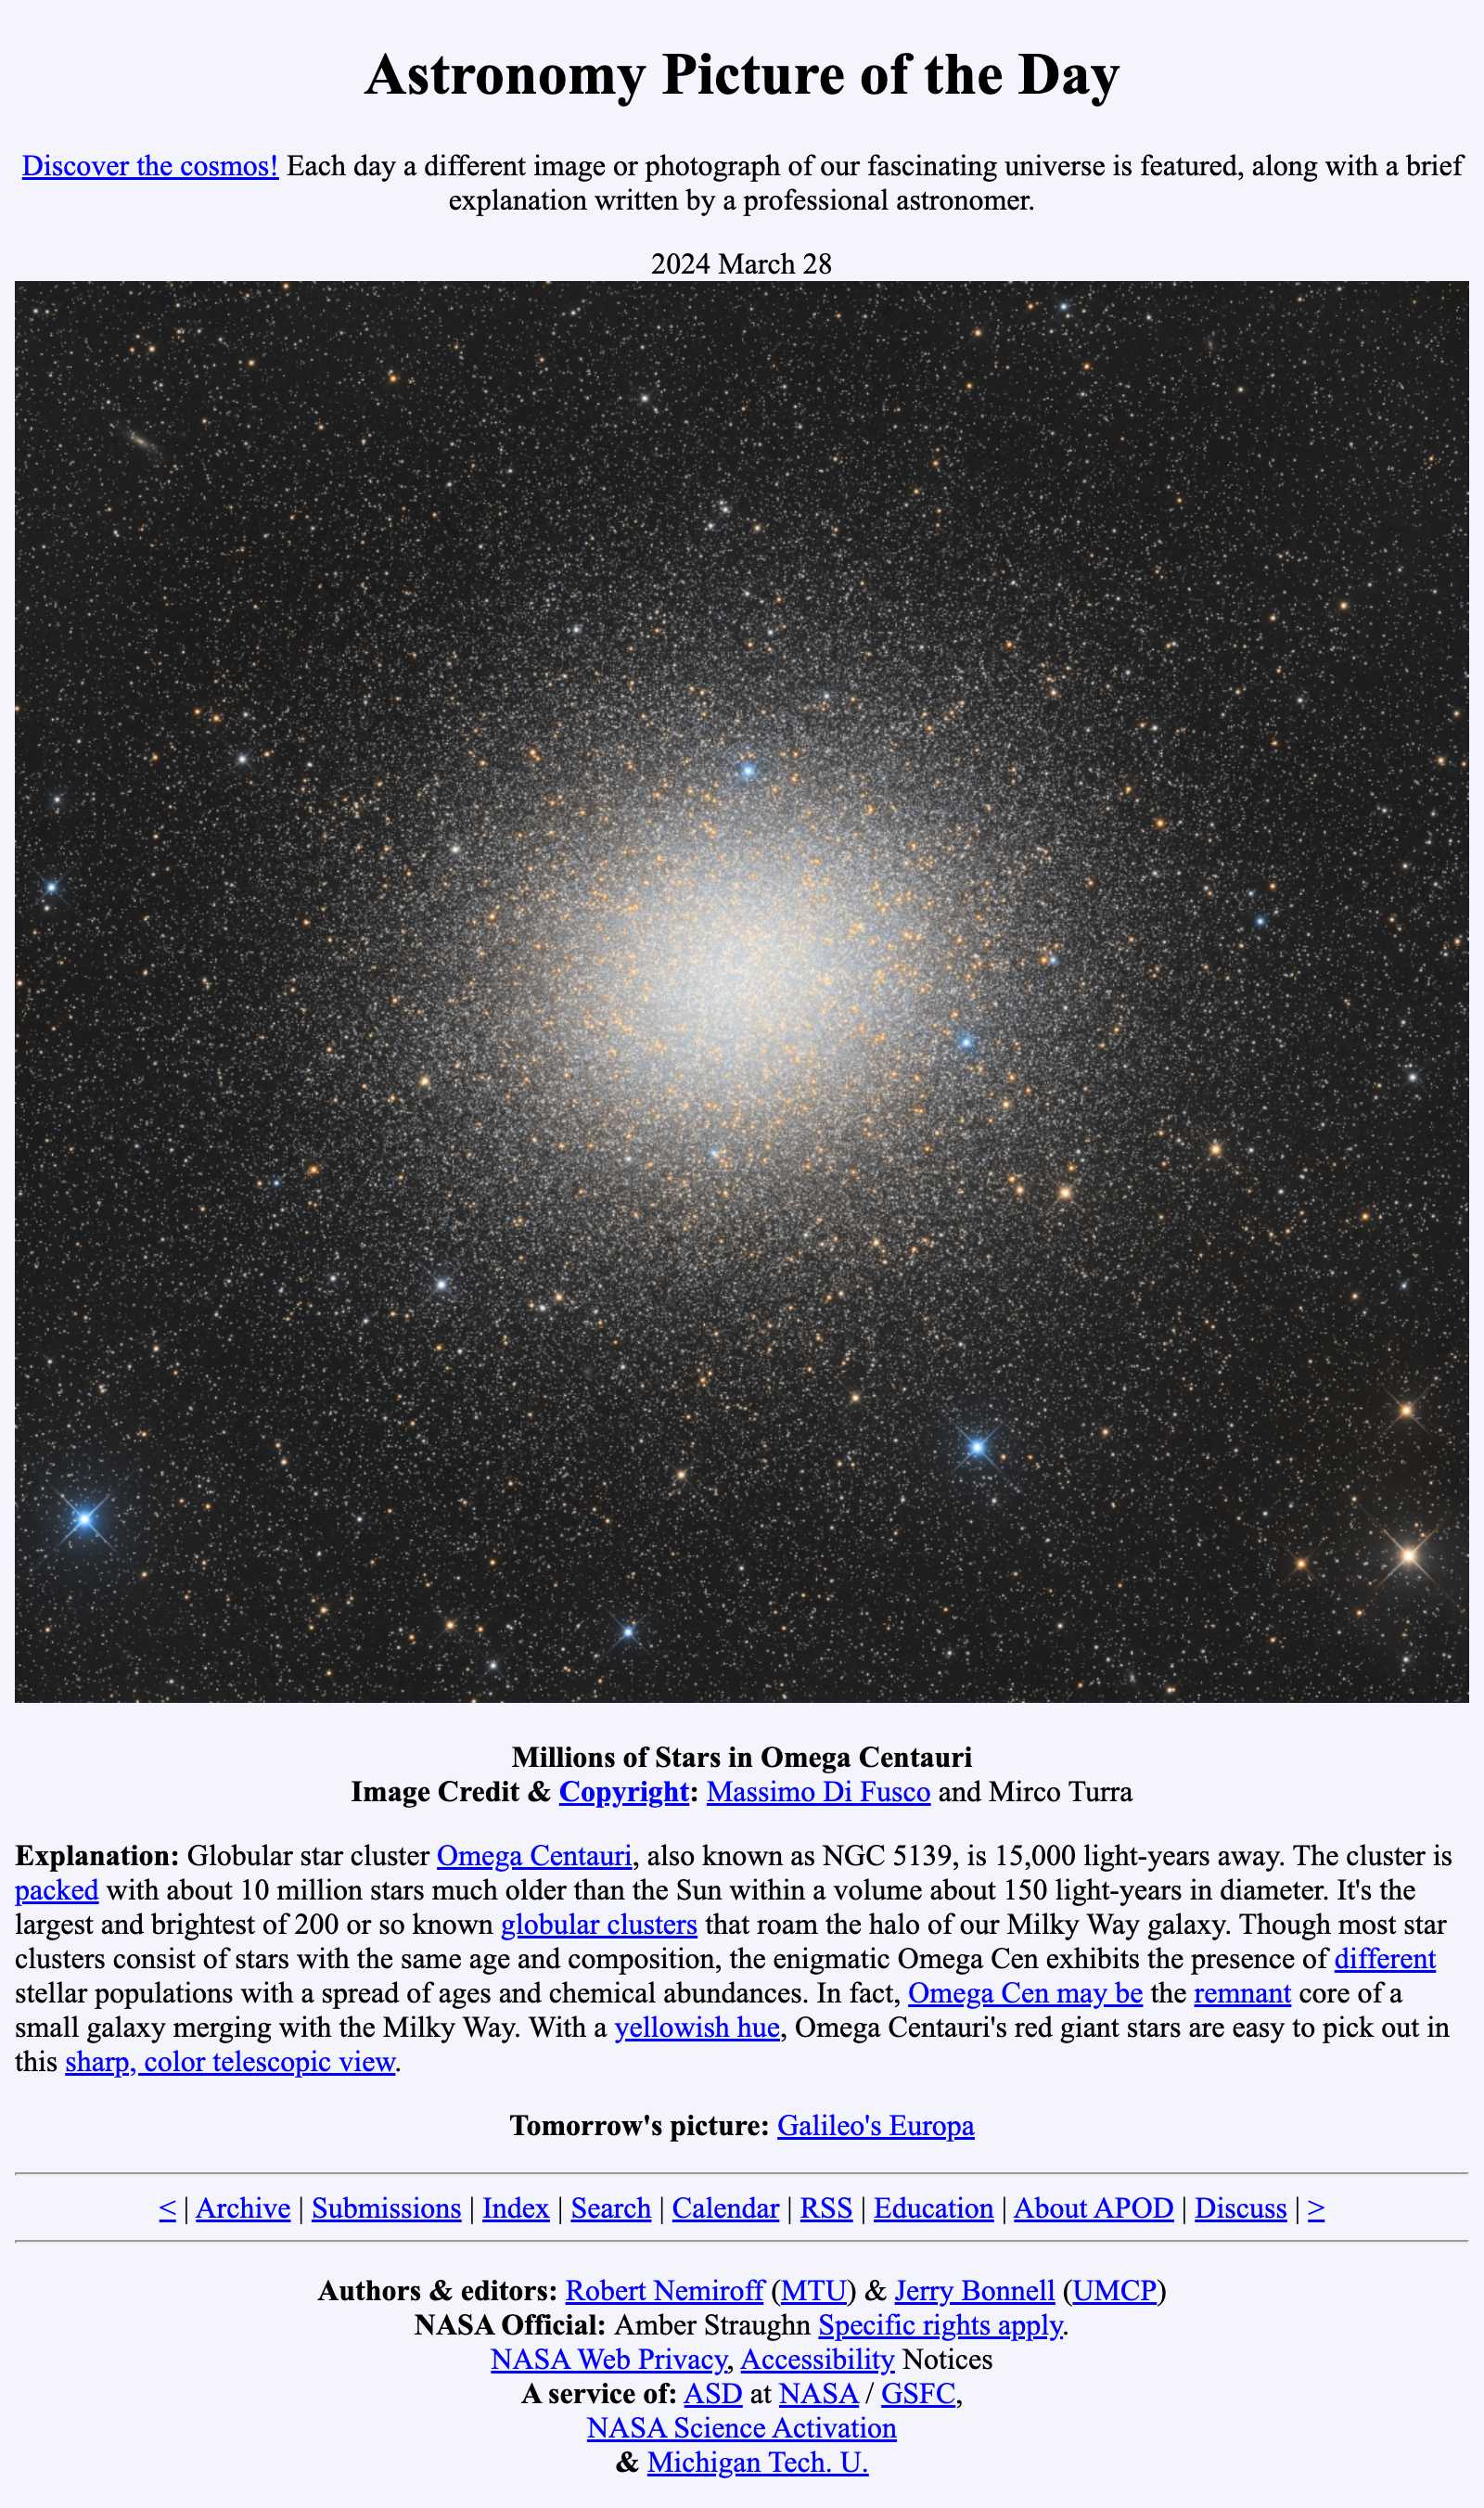 Astronomy Picture of the Day
Discover the cosmos! Each day a different image or photograph of our fascinating universe is featured, along with a brief
explanation written by a professional astronomer.
2024 March 28
Millions of Stars in Omega Centauri
Image Credit & Copyright: Massimo Di Fusco and Mirco Turra
Explanation: Globular star cluster Omega Centauri, also known as NGC 5139, is 15,000 light-years away. The cluster is
packed with about 10 million stars much older than the Sun within a volume about 150 light-years in diameter. It's the
largest and brightest of 200 or so known globular clusters that roam the halo of our Milky Way galaxy. Though most star
clusters consist of stars with the same age and composition, the enigmatic Omega Cen exhibits the presence of different
stellar populations with a spread of ages and chemical abundances. In fact, Omega Cen may be the remnant core of a
small galaxy merging with the Milky Way. With a yellowish hue, Omega Centauri's red giant stars are easy to pick out in
this sharp, color telescopic view.
Tomorrow's picture: Galileo's Europa
< | Archive | Submissions | Index | Search | Calendar | RSS | Education | About APOD | Discuss | >
Authors & editors: Robert Nemiroff (MTU) & Jerry Bonnell (UMCP)
NASA Official: Amber Straughn Specific rights apply.
NASA Web Privacy, Accessibility Notices
A service of: ASD at NASA / GSFC,
NASA Science Activation
& Michigan Tech. U.